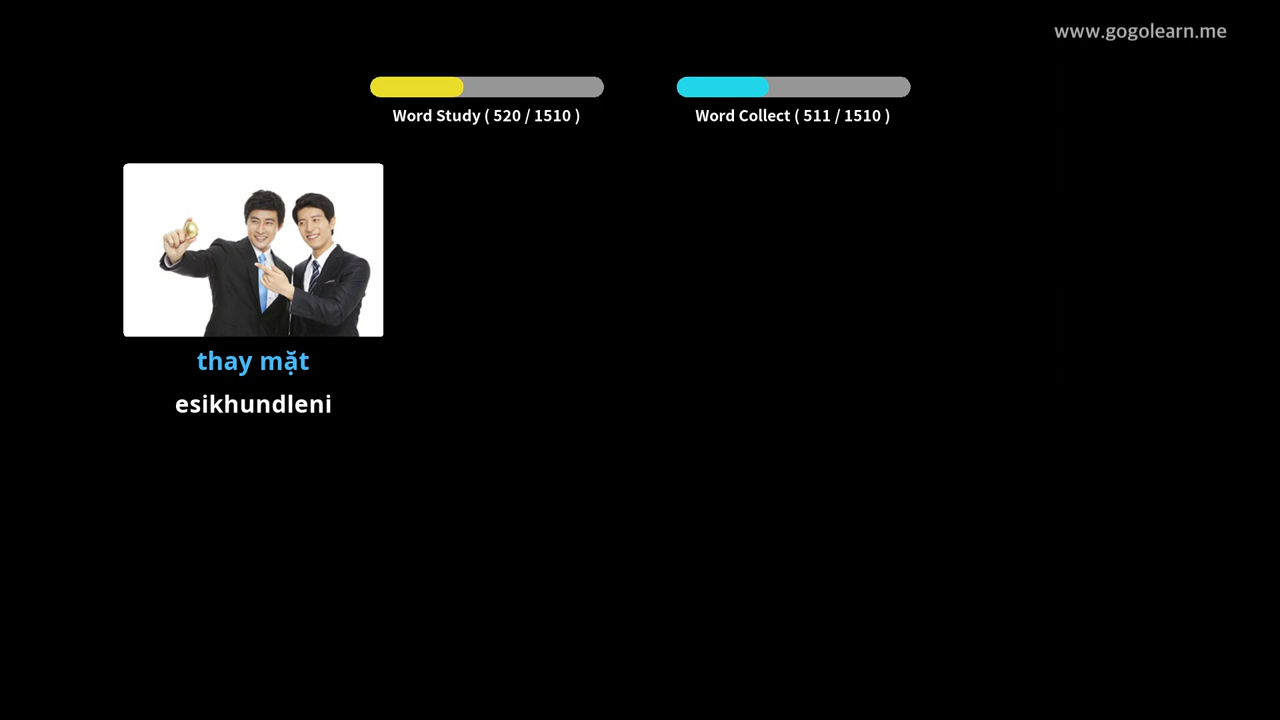 www.gogolearn.me
Word Study ( 520 / 1510 )
Word Collect ( 511 / 1510 )
thay mặt
esikhundleni